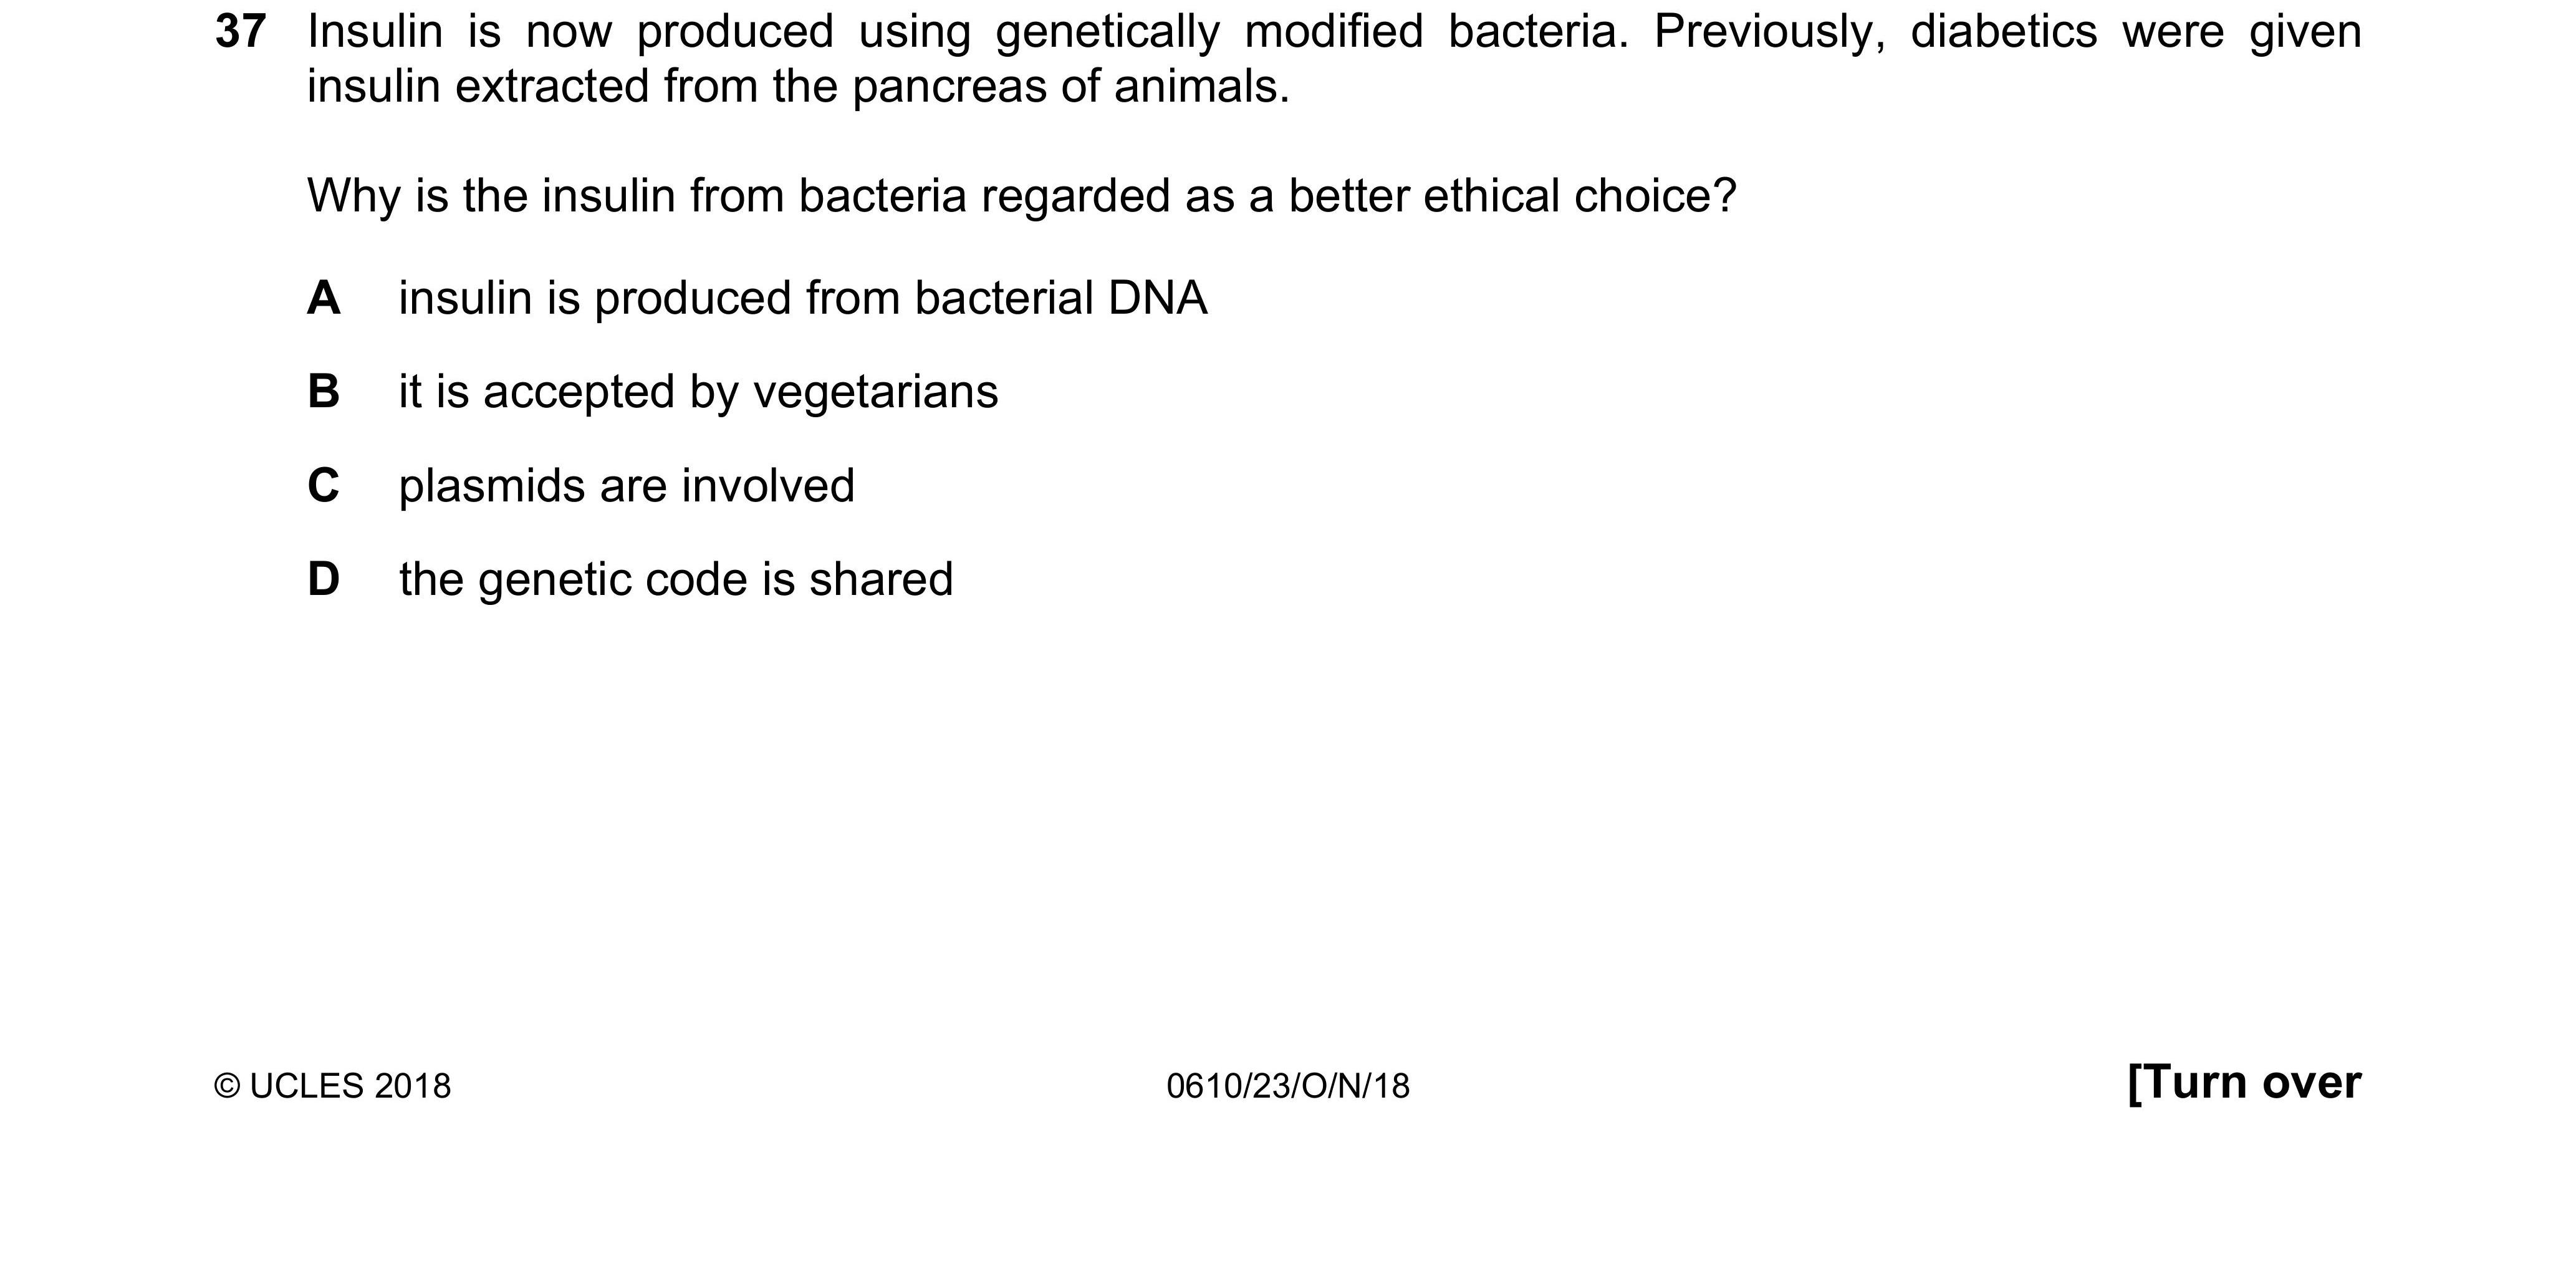 37 Insulin is now produced using genetically modified bacteria. Previously, diabetics were given
insulin extracted from the pancreas of animals.
Why is the insulin from bacteria regarded as a better ethical choice?
A insulin is produced from bacterial DNA
B it is accepted by vegetarians
C plasmids are involved
D the genetic code is shared
© UCLES 2018 0610/23/O/N/18 [Turn over